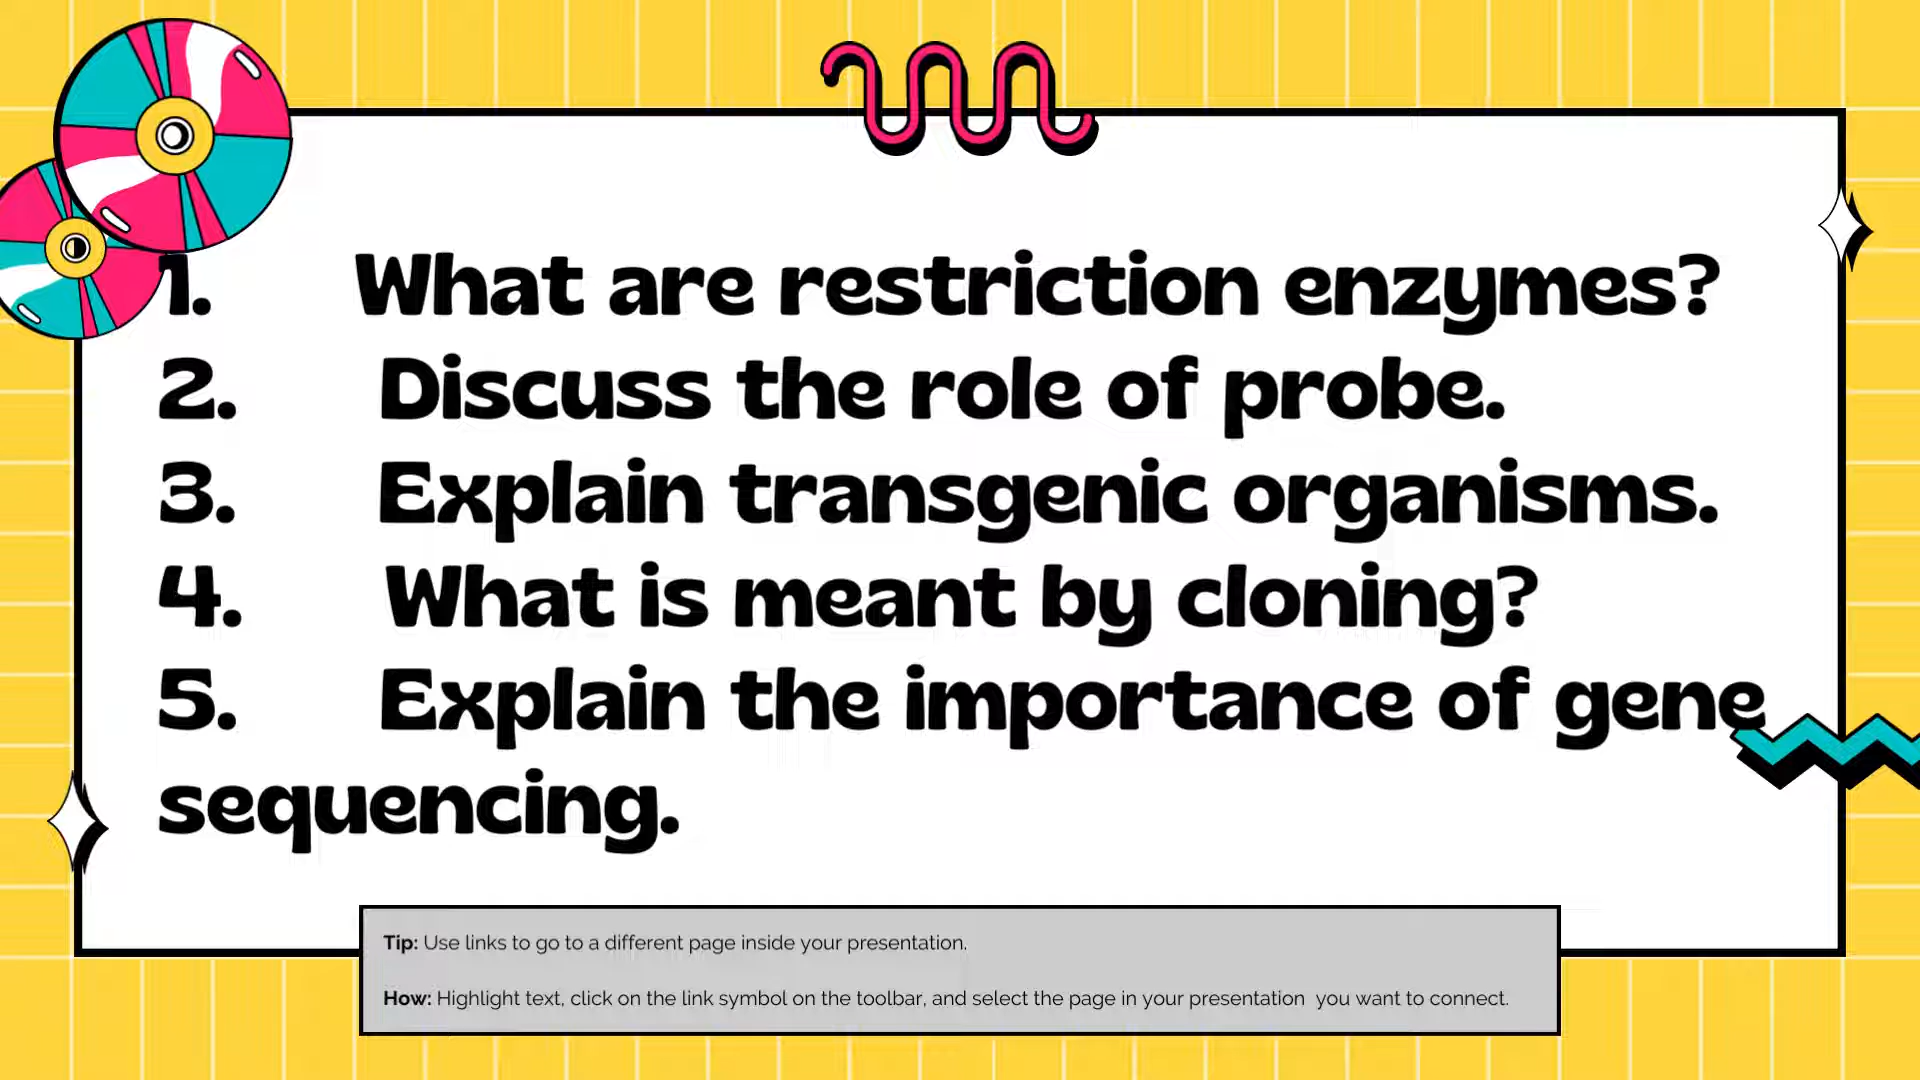 1. What are restriction enzymes?
2. Discuss the role of probe.
3. Explain transgenic organisms.
4. What is meant by cloning?
5. Explain the importance of gene
sequencing.
Tip: Use links to go to a different page inside your presentation.
How: Highlight text, click on the link symbol on the toolbar, and select the page in your presentation you want to connect.